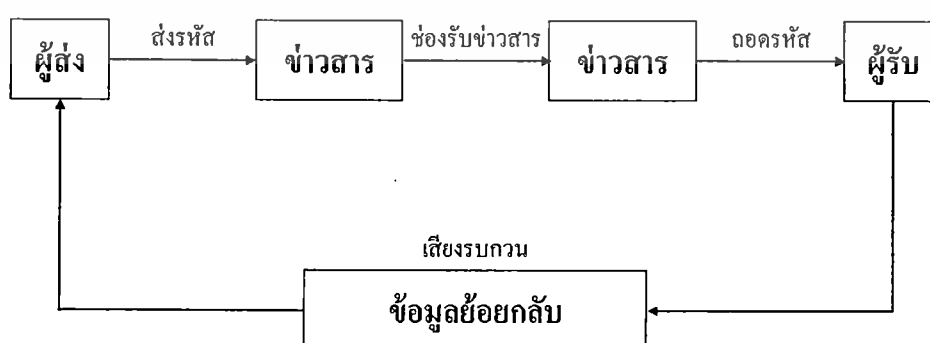 ส่งรหัส
ช่องรับข่าวสาร
ถอดรหัส
ผู้ส่ง
ข่าวสาร
ข่าวสาร
ผู้รับ
เสียงรบกวน
ข้อมูลย้อยกลับ